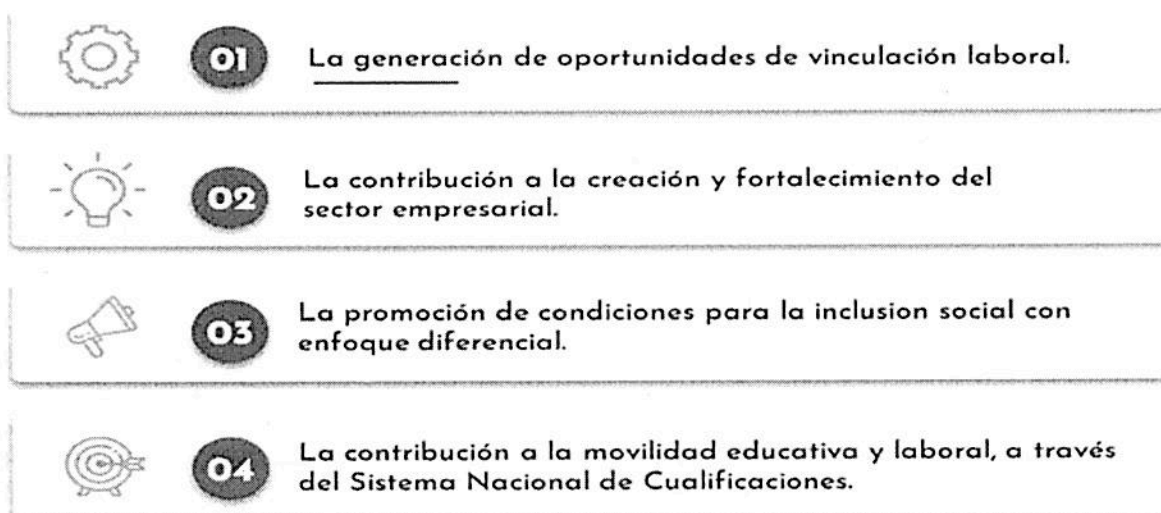 01 La generación de oportunidades de vinculación laboral.
02 La contribución a la creación y fortalecimiento del
sector empresarial.
03 La promoción de condiciones para la inclusion social con
enfoque diferencial.
04 La contribución a la movilidad educativa y laboral, a través
del Sistema Nacional de Cualificaciones.